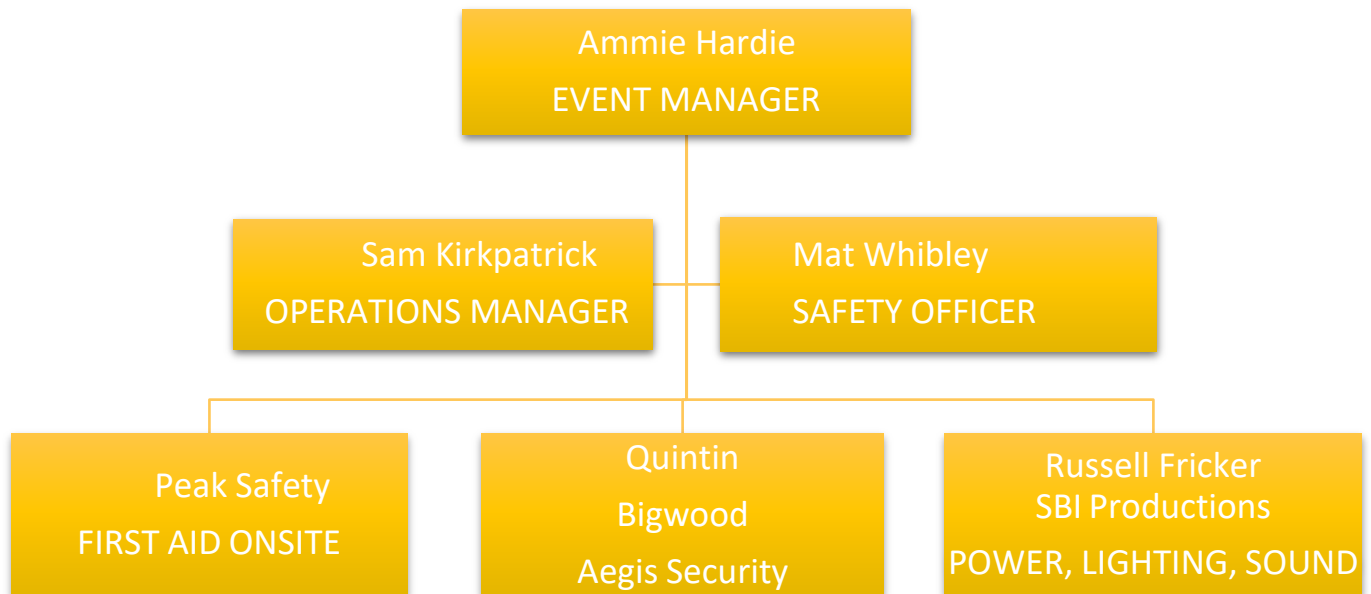 Ammie Hardie
EVENT MANAGER
Sam Kirkpatrick
OPERATIONS MANAGER
Mat Whibley
SAFETY OFFICER
Peak Safety
FIRST AID ONSITE
Quintin
Bigwood
Aegis Security
Russell Fricker
SBI Productions
POWER, LIGHTING, SOUND